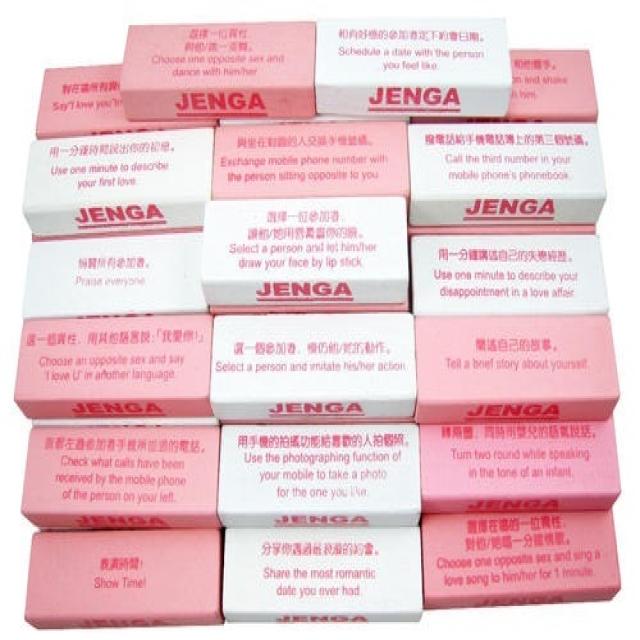 選擇一位異性,
與他/她一支舞。
Choose one opposite sex and
dance with him/her
JENGA
和有好感的參加者定下約會日期。
Schedule a date with the person
you feel like.
JENGA
Say "I love you"
and shake
him.
用一分鐘時間說出你的初戀。
Use one minute to describe
your first love.
JENGA
與坐在對面的人交換手機號碼。
Exchange mobile phone number with
the person sitting opposite to you
撥電話給手機電話簿上的第三個號碼。
Call the third number in your
mobile phone's phonebook.
JENGA
稱讚所有參加者。
Praise everyone
選擇一位參加者,
讓他/她用唇膏畫你的臉。
Select a person and let him/her
draw your face by lip stick
JENGA
用一分鐘講述自己的失戀經歷。
Use one minute to describe your
disappointment in a love affair.
選一個異性,用其他語言說:「我愛你!」
Choose an opposite sex and say
'I love U' in another language.
JENGA
選一個參加者,模仿他/她的動作。
Select a person and imitate his/her action
JENGA
簡述自己的故事。
Tell a brief story about yourself.
JENGA
查看左邊參加者手機所加過的電話。
Check what calls have been
received by the mobile phone
of the person on your left.
JENGA
用手機的拍攝功能給喜歡的人拍個照。
Use the photographing function of
your mobile to take a photo
for the one you like.
JENGA
轉兩圈,同時用嬰兒的語氣說話。
Turn two round while speaking
in the tone of an infant.
JENGA
表演時間!
Show Time!
JENGA
分享你遇過最浪漫的約會。
Share the most romantic
date you ever had.
JENGA
選擇在場的一位異性,
對他/她唱一分鐘情歌。
Choose one opposite sex and sing a
love song to him/her for 1 minute.
JENGA